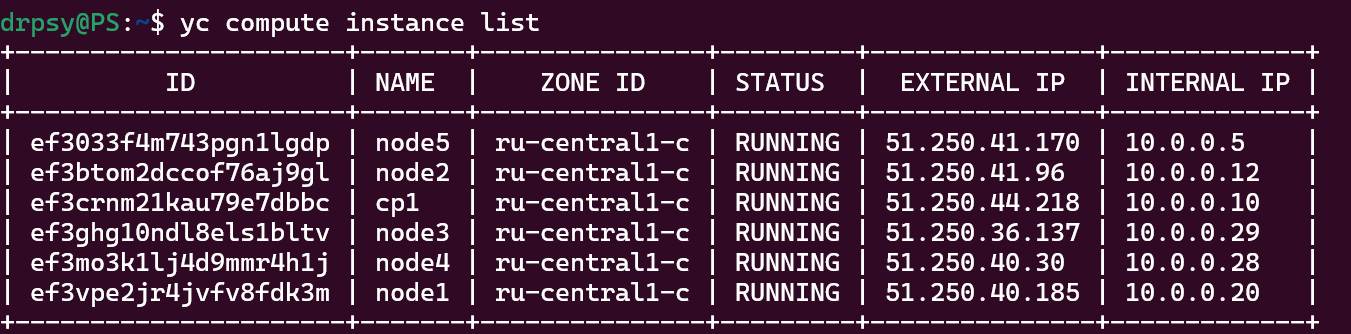 drpsy@PS:~$ yc compute instance list
+----------------------+-------+---------------+---------+----------------+-------------+
|          ID          | NAME  |    ZONE ID    | STATUS  |  EXTERNAL IP   | INTERNAL IP |
+----------------------+-------+---------------+---------+----------------+-------------+
| ef3033f4m743pgn1lgdp | node5 | ru-central1-c | RUNNING | 51.250.41.170 | 10.0.0.5    |
| ef3btom2dccof76aj9gl | node2 | ru-central1-c | RUNNING | 51.250.41.96  | 10.0.0.12   |
| ef3crnm21kau79e7dbbc | cp1   | ru-central1-c | RUNNING | 51.250.44.218 | 10.0.0.10   |
| ef3ghg10ndl8els1bltv | node3 | ru-central1-c | RUNNING | 51.250.36.137 | 10.0.0.29   |
| ef3mo3k1lj4d9mmr4h1j | node4 | ru-central1-c | RUNNING | 51.250.40.30  | 10.0.0.28   |
| ef3vpe2jr4jvfv8fdk3m | node1 | ru-central1-c | RUNNING | 51.250.40.185 | 10.0.0.20   |
+----------------------+-------+---------------+---------+----------------+-------------+